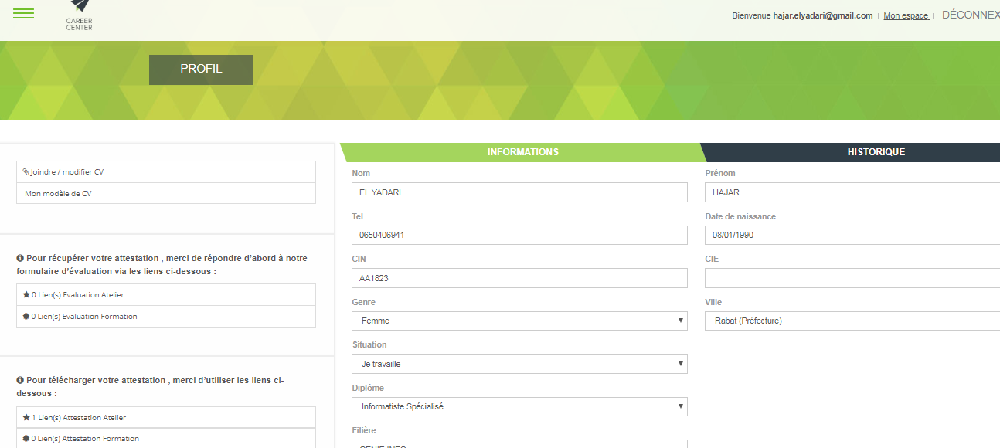 CAREER
CENTER
Bienvenue hajar.elyadari@gmail.com | Mon espace | DÉCONNEX
PROFIL
Joindre / modifier CV
Mon modèle de CV
Pour récupérer votre attestation , merci de répondre d'abord à notre
formulaire d'évaluation via les liens ci-dessous :
0 Lien(s) Evaluation Atelier
0 Lien(s) Evaluation Formation
Pour télécharger votre attestation , merci d'utiliser les liens ci-
dessous :
1 Lien(s) Attestation Atelier
0 Lien(s) Attestation Formation
INFORMATIONS
HISTORIQUE
Nom
EL YADARI
Prénom
HAJAR
Tel
0650406941
Date de naissance
08/01/1990
CIN
AA1823
CIE
Genre
Femme
Ville
Rabat (Préfecture)
Situation
Je travaille
Diplôme
Informatiste Spécialisé
Filière
GENIE INFO